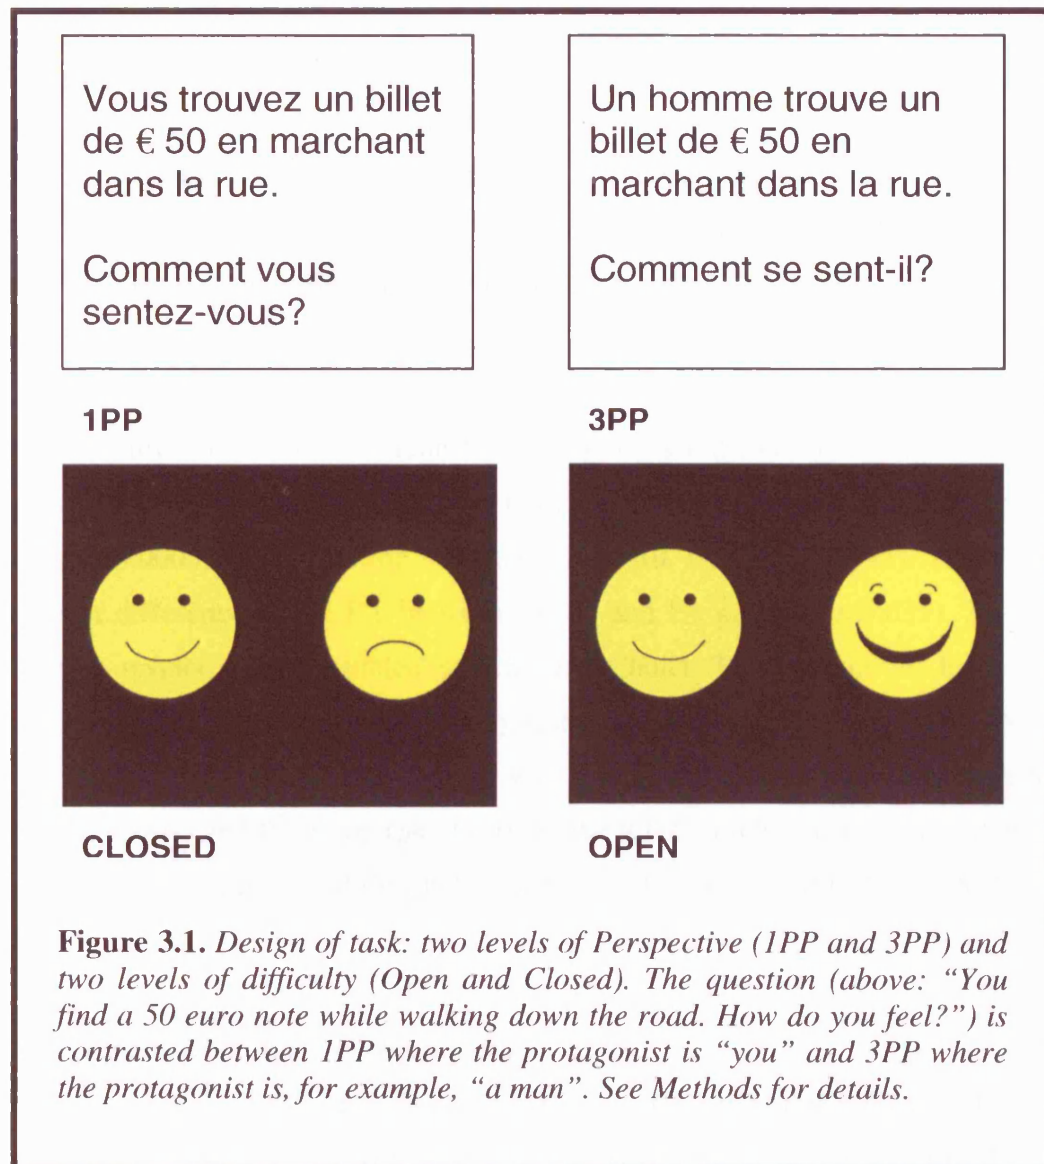 Vous trouvez un billet
de € 50 en marchant
dans la rue.
Comment vous
sentez-vous?
Un homme trouve un
billet de € 50 en
marchant dans la rue.
Comment se sent-il?
1PP
3PP
CLOSED
OPEN
Figure 3.1. Design of task: two levels of Perspective (1PP and 3PP) and
two levels of difficulty (Open and Closed). The question (above: “You
find a 50 euro note while walking down the road. How do you feel?”) is
contrasted between 1PP where the protagonist is “you” and 3PP where
the protagonist is, for example, “a man”. See Methods for details.